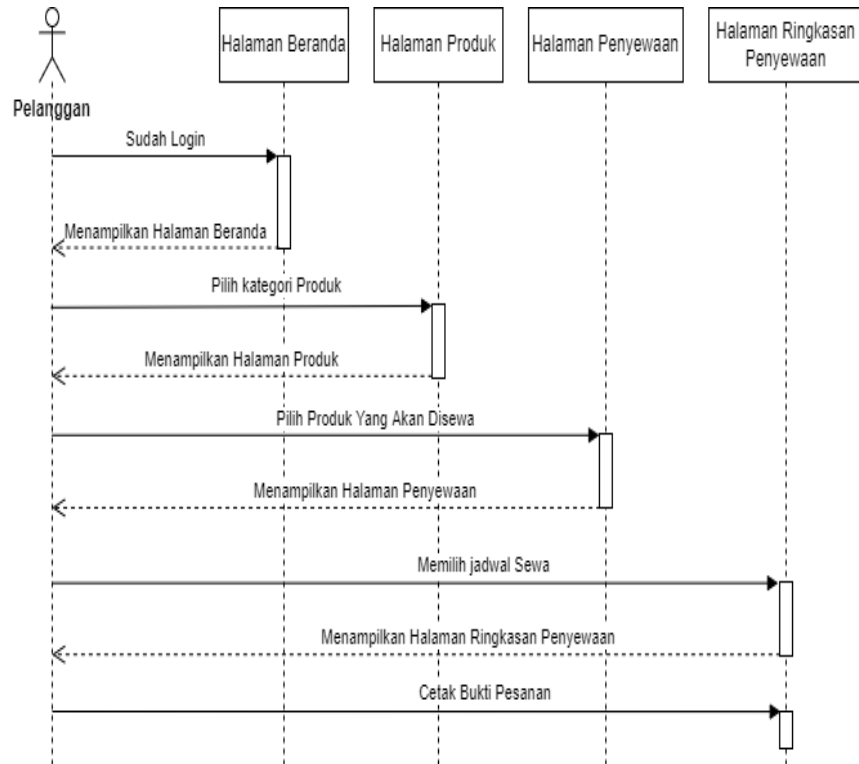 Pelanggan
Halaman Beranda
Halaman Produk
Halaman Penyewaan
Halaman Ringkasan
Penyewaan
Sudah Login
Menampilkan Halaman Beranda
Pilih kategori Produk
Menampilkan Halaman Produk
Pilih Produk Yang Akan Disewa
Menampilkan Halaman Penyewaan
Memilih jadwal Sewa
Menampilkan Halaman Ringkasan Penyewaan
Cetak Bukti Pesanan